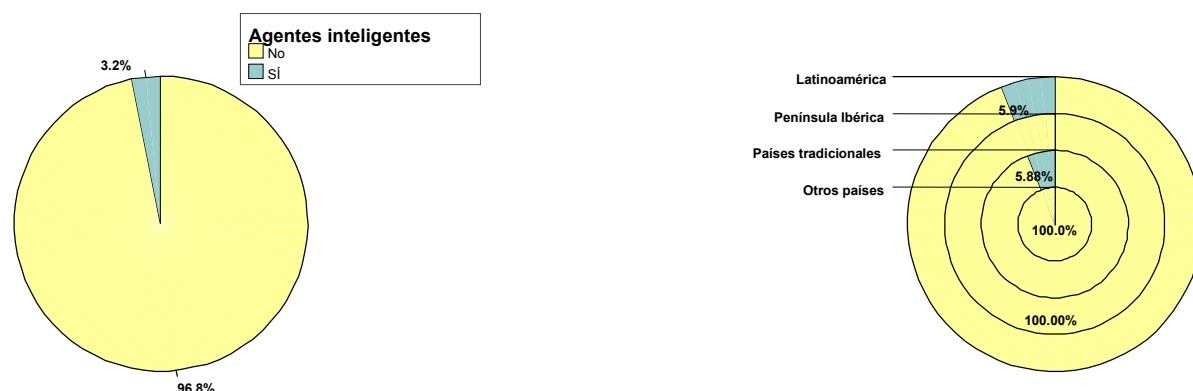 Agentes inteligentes
No
SÍ
3.2%
96.8%
Latinoamérica
5.9%
Península Ibérica
Países tradicionales
5.88%
Otros países
100.0%
100.00%